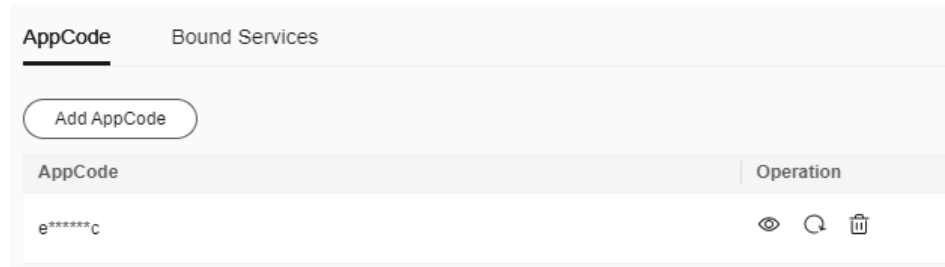 AppCode Bound Services
Add AppCode
AppCode Operation
e******c